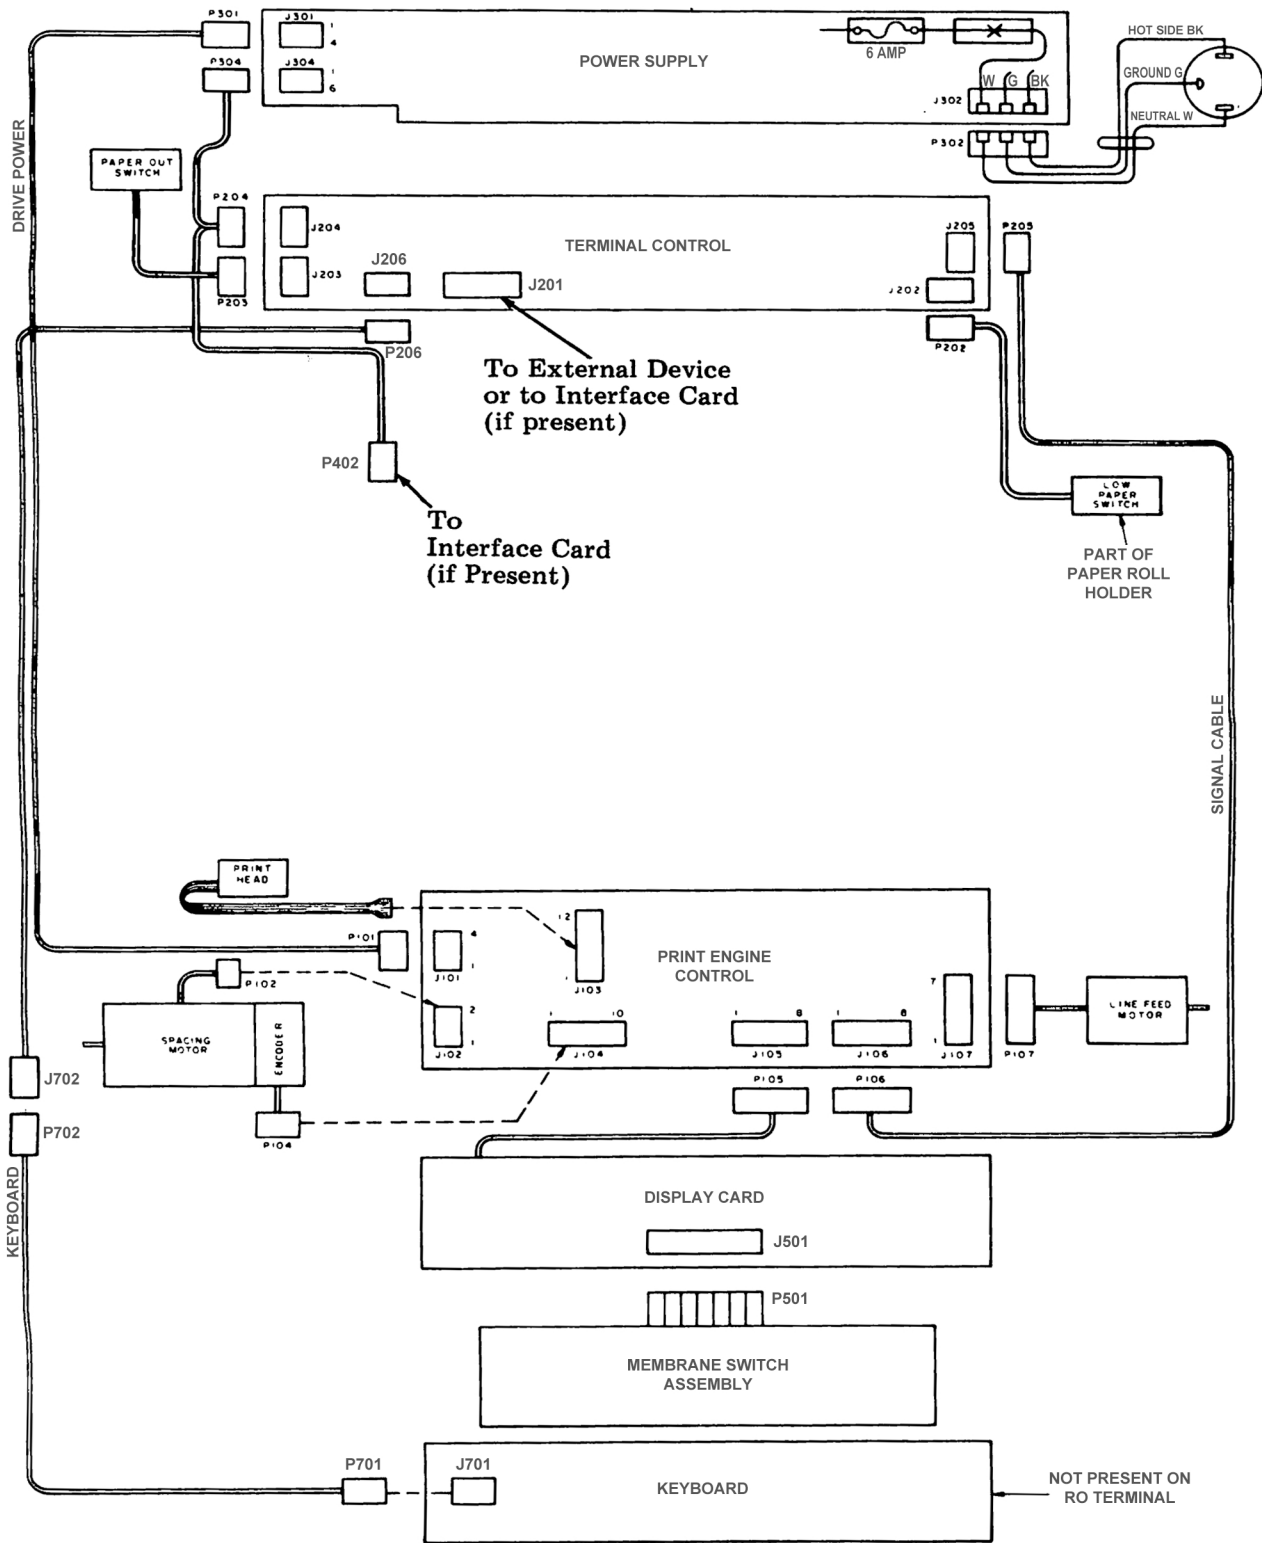 P301
J301
1
4
P304
J304
1
6
POWER SUPPLY
6 AMP
W
G
BK
J302
P302
HOT SIDE BK
GROUND G
NEUTRAL W
DRIVE POWER
PAPER OUT
SWITCH
P204
J204
P203
J203
J206
TERMINAL CONTROL
J201
J205
P205
J202
P206
P202
To External Device
or to Interface Card
(if present)
P402
To
Interface Card
(if Present)
LOW
PAPER
SWITCH
PART OF
PAPER ROLL
HOLDER
SIGNAL CABLE
PRINT
HEAD
P101
4
1
J101
12
1
J103
PRINT ENGINE
CONTROL
P102
2
1
J102
SPACING
MOTOR
ENCODER
1
10
J104
1
8
J105
1
8
J106
7
1
J107
P107
LINE FEED
MOTOR
J702
P702
P104
P105
P106
KEYBOARD
DISPLAY CARD
J501
P501
MEMBRANE SWITCH
ASSEMBLY
P701
J701
KEYBOARD
NOT PRESENT ON
RO TERMINAL